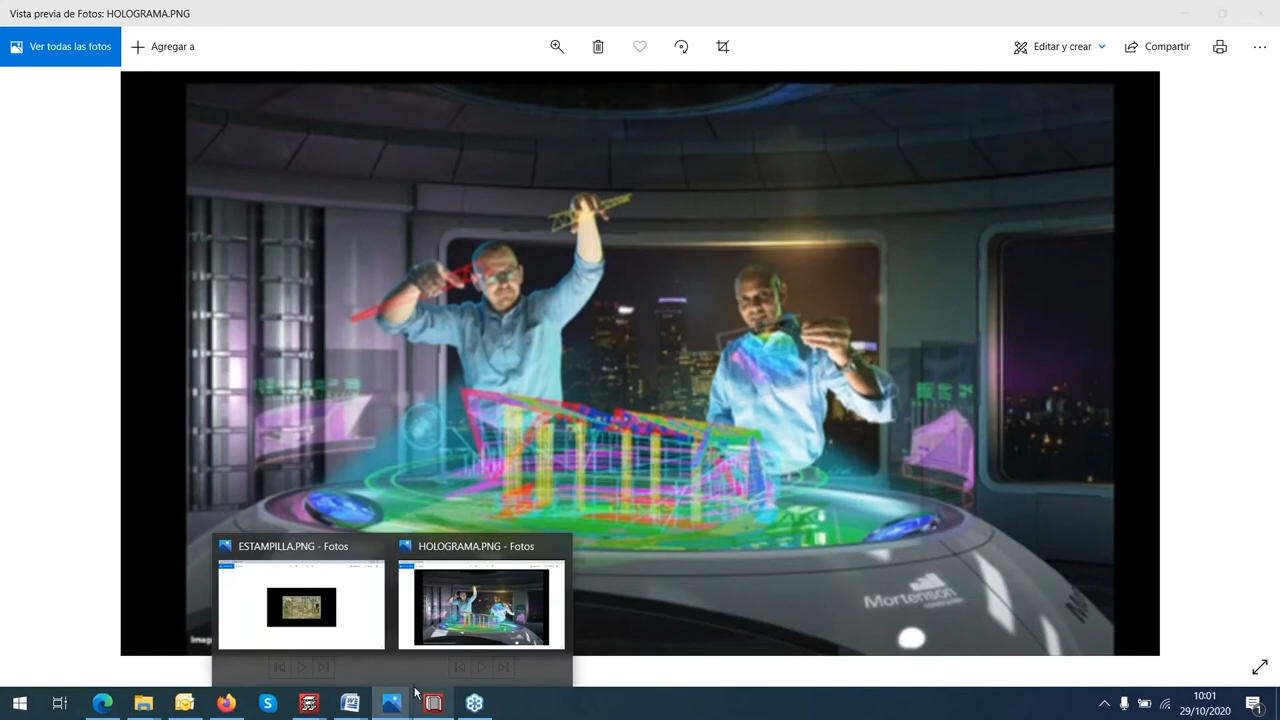 Vista previa de Fotos: HOLOGRAMA.PNG
Ver todas las fotos
Agregar a
Editar y crear
Compartir
Mortenson
ESTAMPILLA.PNG - Fotos
HOLOGRAMA.PNG - Fotos
10:01
29/10/2020